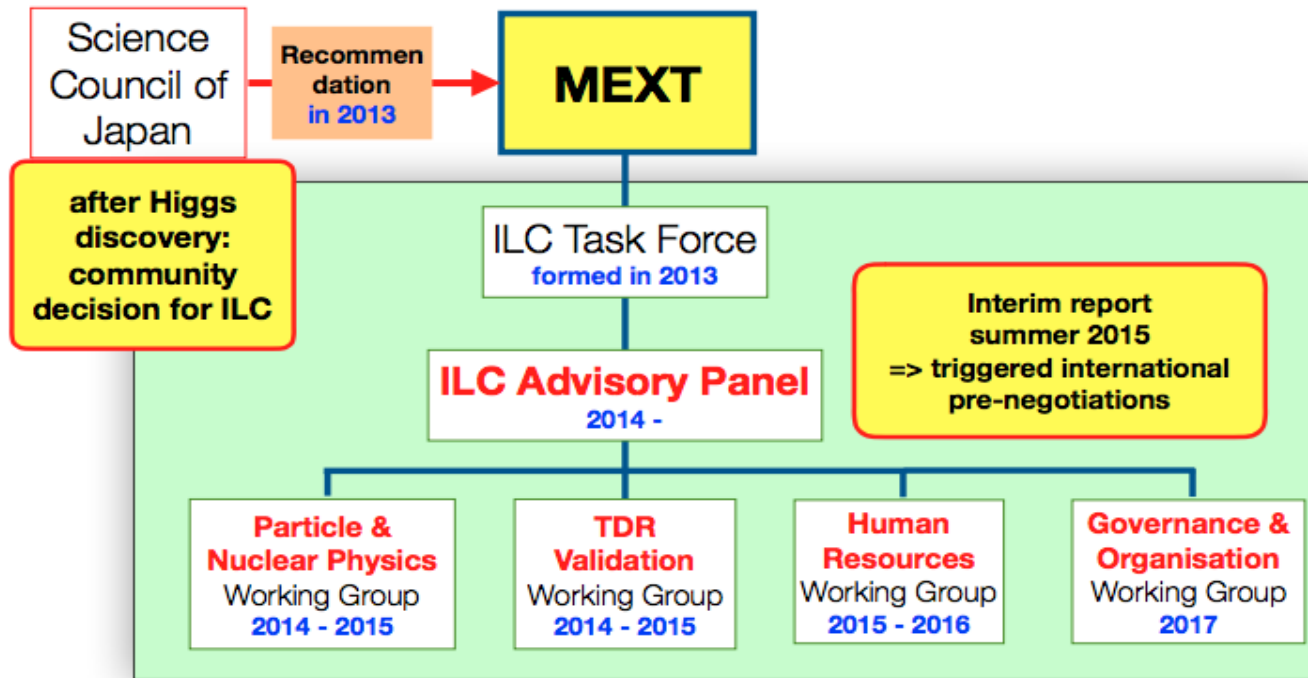 Science
Council of
Japan
Recommen
dation
in 2013
MEXT
after Higgs
discovery:
community
decision for ILC
ILC Task Force
formed in 2013
Interim report
summer 2015
=> triggered international
pre-negotiations
ILC Advisory Panel
2014 -
Particle &
Nuclear Physics
Working Group
2014 - 2015
TDR
Validation
Working Group
2014 - 2015
Human
Resources
Working Group
2015 - 2016
Governance &
Organisation
Working Group
2017